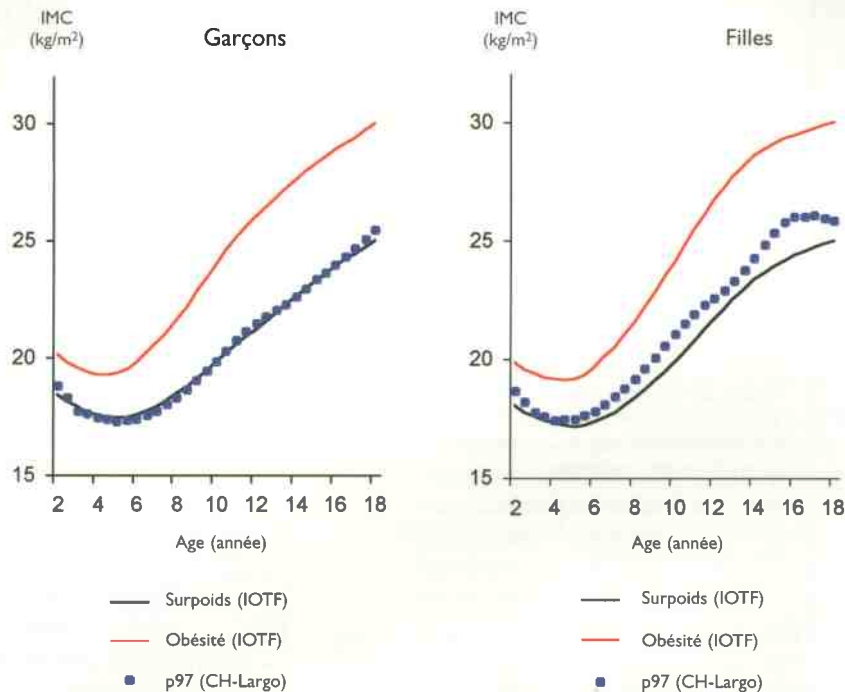 IMC
(kg/m²)
Garçons
30
25
20
15
2 4 6 8 10 12 14 16 18
Age (année)
Surpoids (IOTF)
Obésité (IOTF)
p97 (CH-Largo)
IMC
(kg/m²)
Filles
30
25
20
15
2 4 6 8 10 12 14 16 18
Age (année)
Surpoids (IOTF)
Obésité (IOTF)
p97 (CH-Largo)